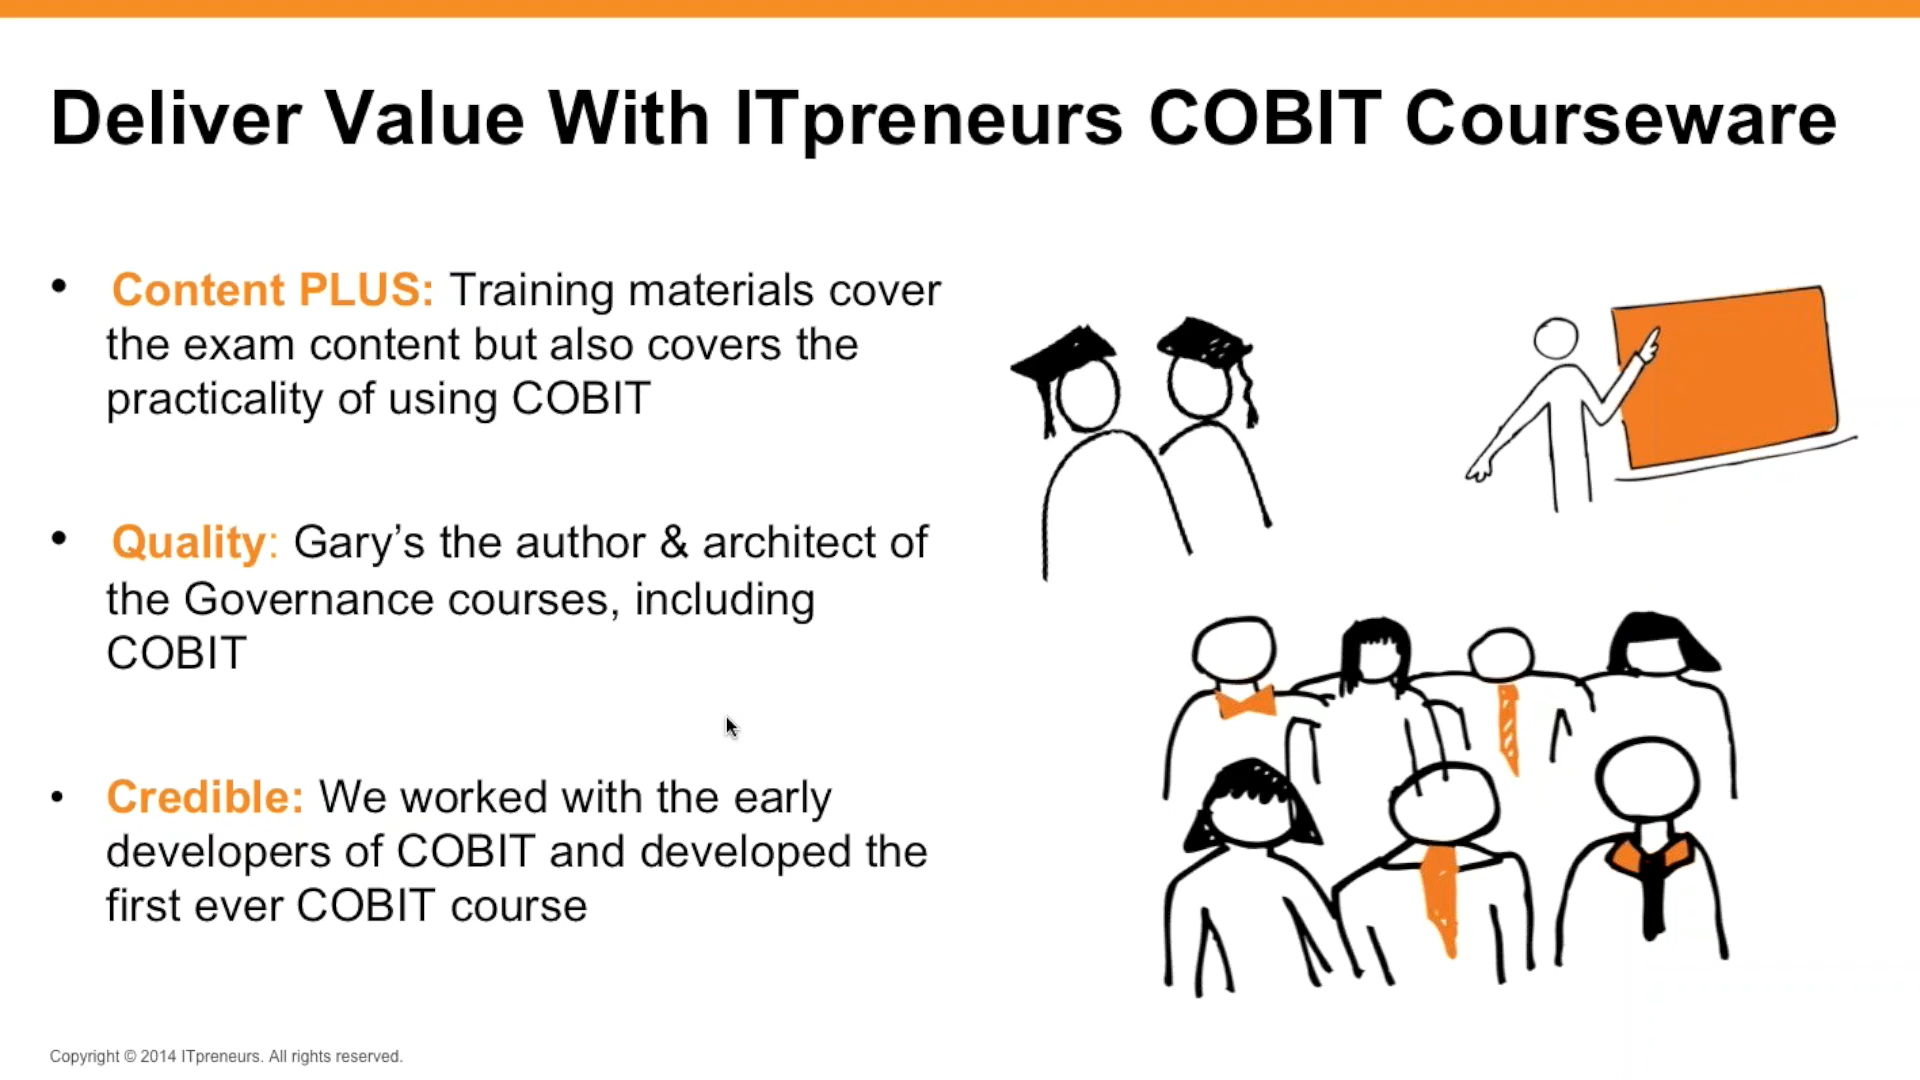 Deliver Value With ITpreneurs COBIT Courseware
• Content PLUS: Training materials cover
the exam content but also covers the
practicality of using COBIT
• Quality: Gary’s the author & architect of
the Governance courses, including
COBIT
• Credible: We worked with the early
developers of COBIT and developed the
first ever COBIT course
Copyright © 2014 ITpreneurs. All rights reserved.